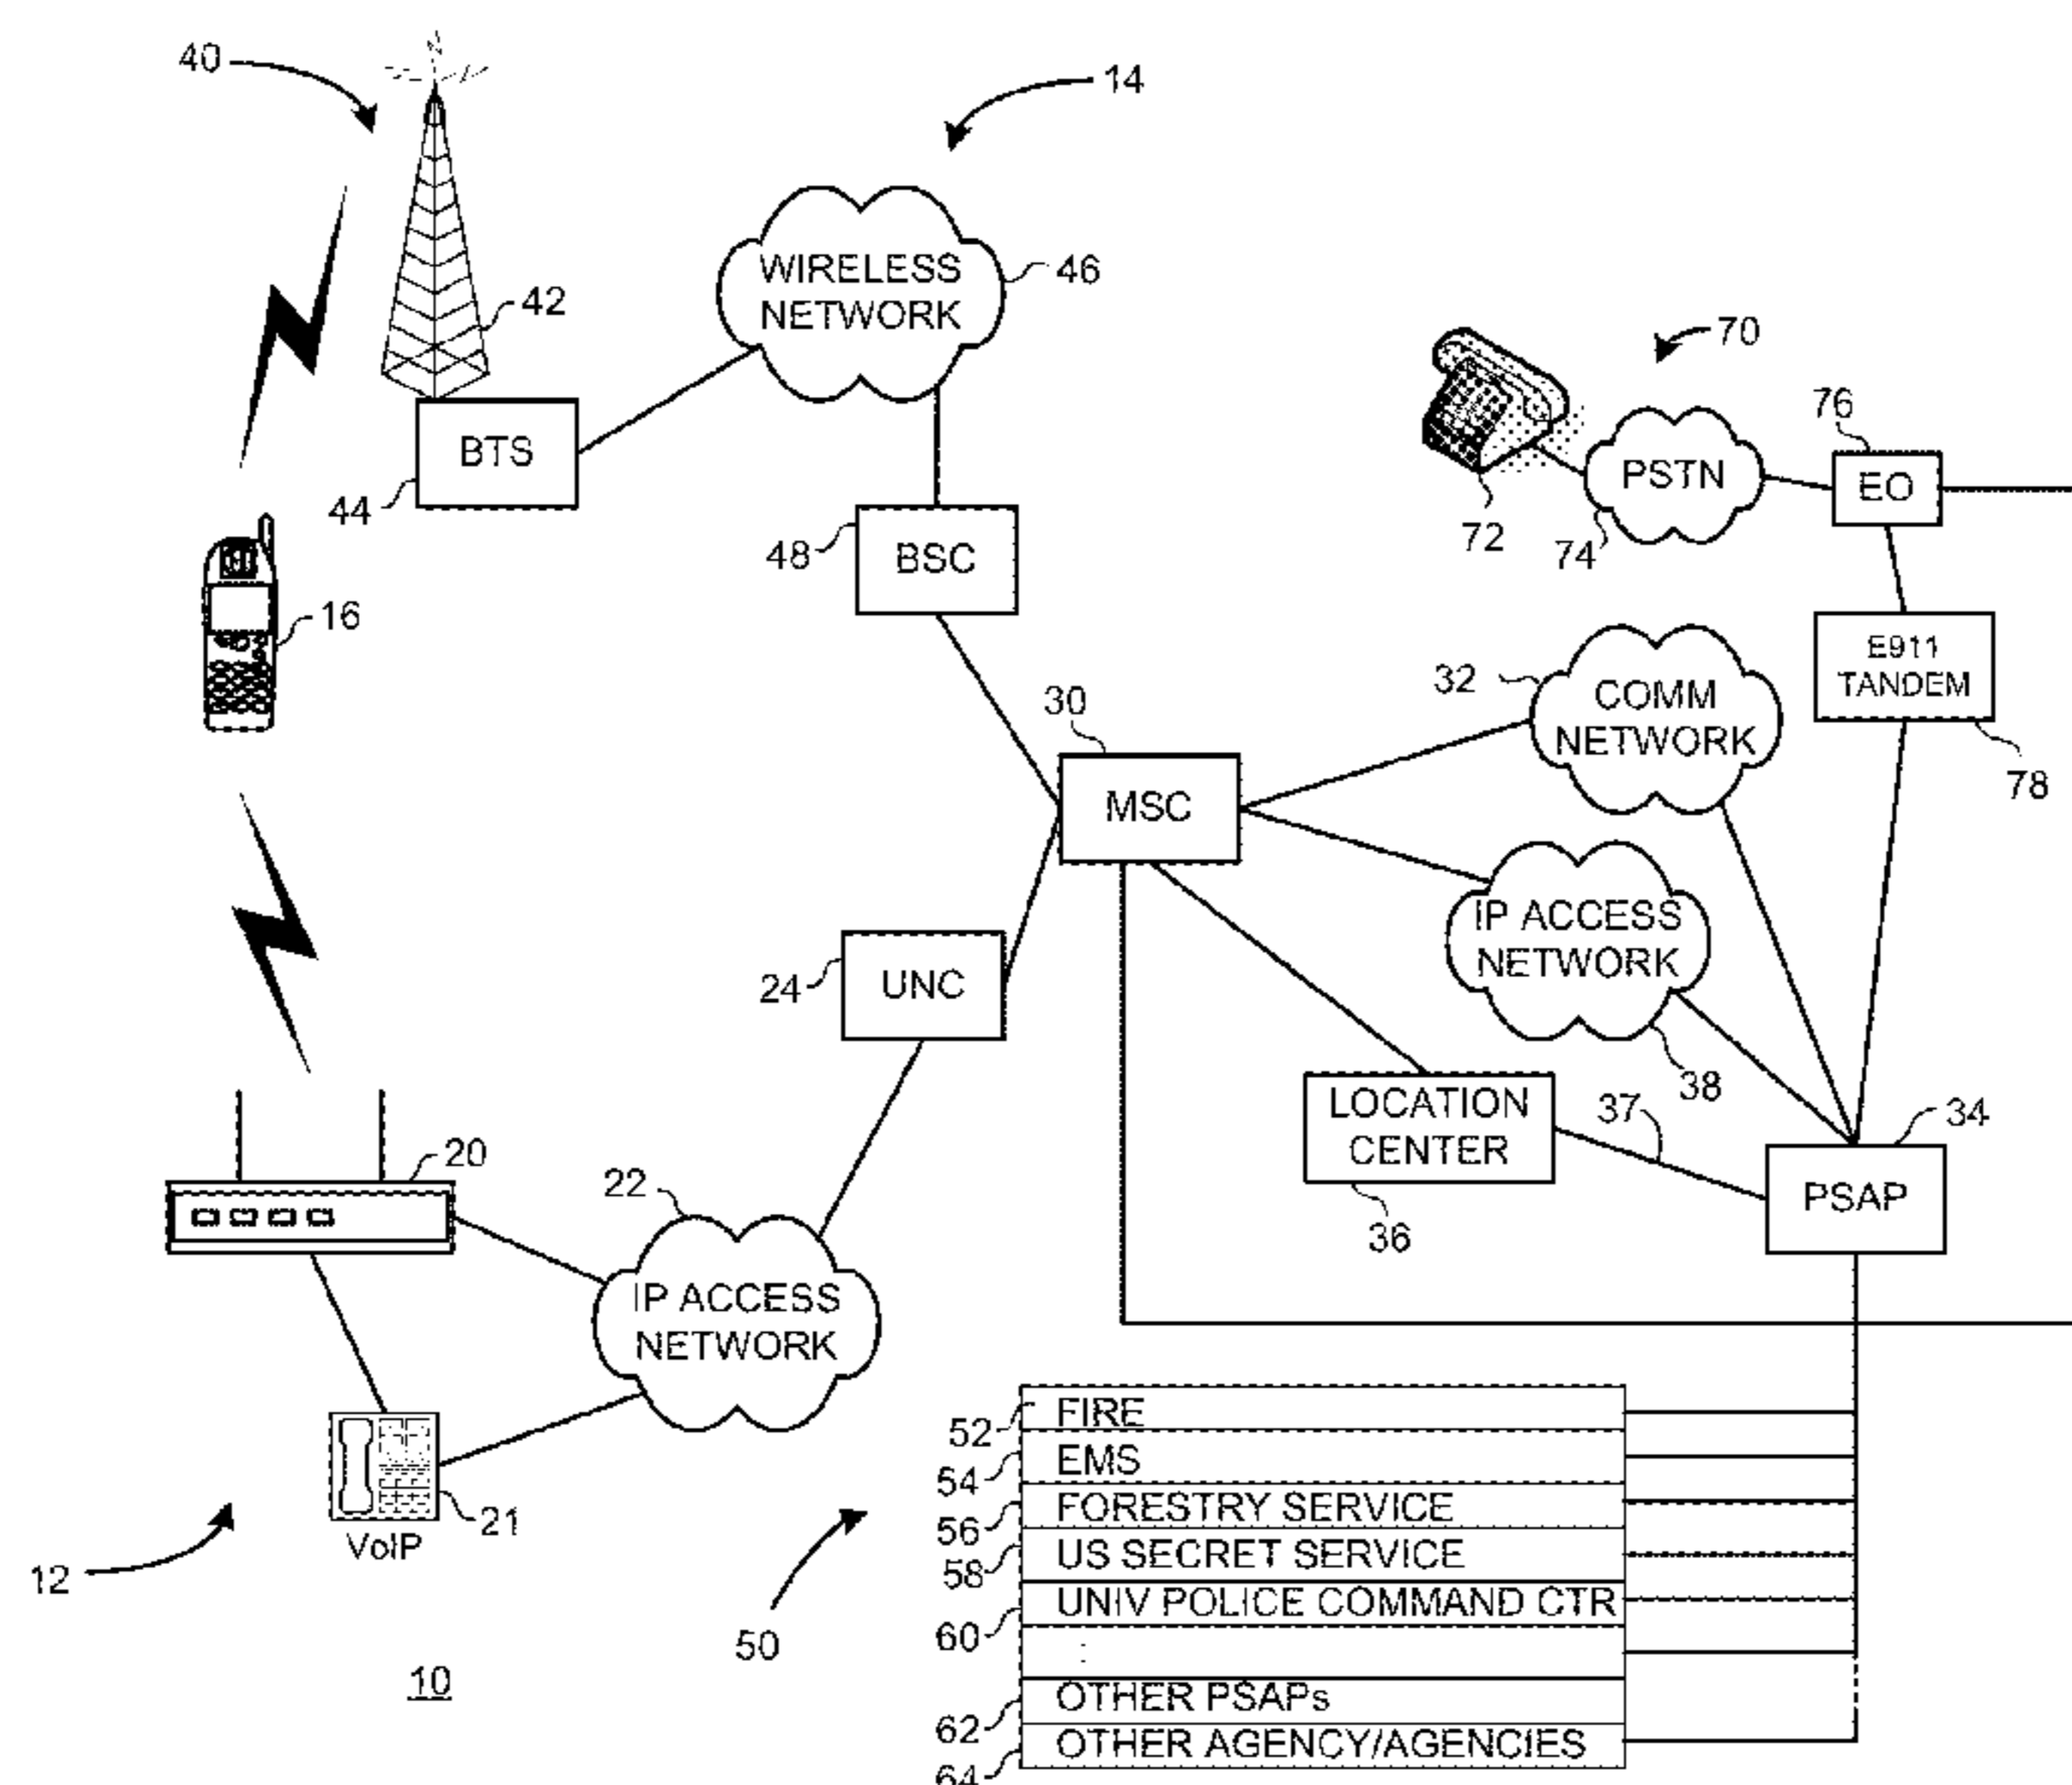 40
14
42
WIRELESS
NETWORK
46
70
BTS
44
76
PSTN
EO
72
74
48
BSC
16
E911
TANDEM
32
COMM
NETWORK
30
78
MSC
IP ACCESS
NETWORK
24
UNC
38
LOCATION
CENTER
37
34
20
22
PSAP
36
IP ACCESS
NETWORK
52
FIRE
54
EMS
21
VoIP
56
FORESTRY SERVICE
12
58
US SECRET SERVICE
60
UNIV POLICE COMMAND CTR
50
:
10
62
OTHER PSAPs
64
OTHER AGENCY/AGENCIES